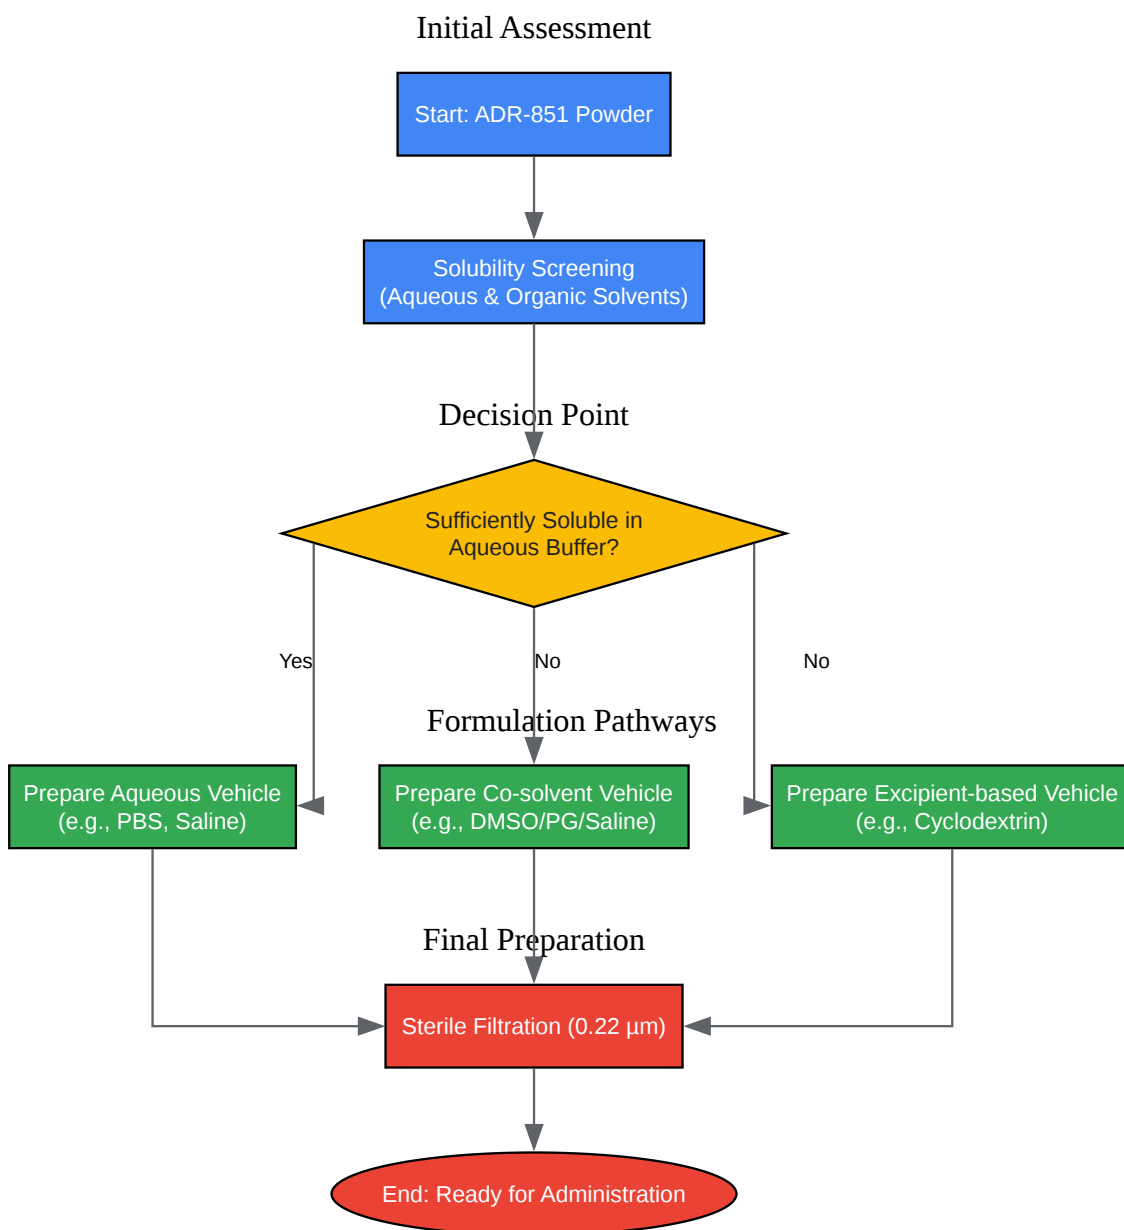 Initial Assessment
Start: ADR-851 Powder
Solubility Screening
(Aqueous & Organic Solvents)
Decision Point
Sufficiently Soluble in
Aqueous Buffer?
Yes
No
No
Formulation Pathways
Prepare Aqueous Vehicle
(e.g., PBS, Saline)
Prepare Co-solvent Vehicle
(e.g., DMSO/PG/Saline)
Prepare Excipient-based Vehicle
(e.g., Cyclodextrin)
Final Preparation
Sterile Filtration (0.22 µm)
End: Ready for Administration